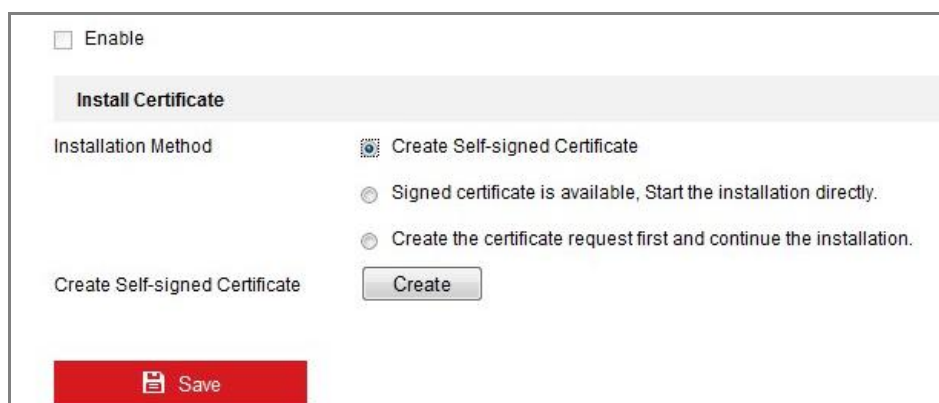 Enable
Install Certificate
Installation Method
Create Self-signed Certificate
Signed certificate is available, Start the installation directly.
Create the certificate request first and continue the installation.
Create Self-signed Certificate
Create
Save